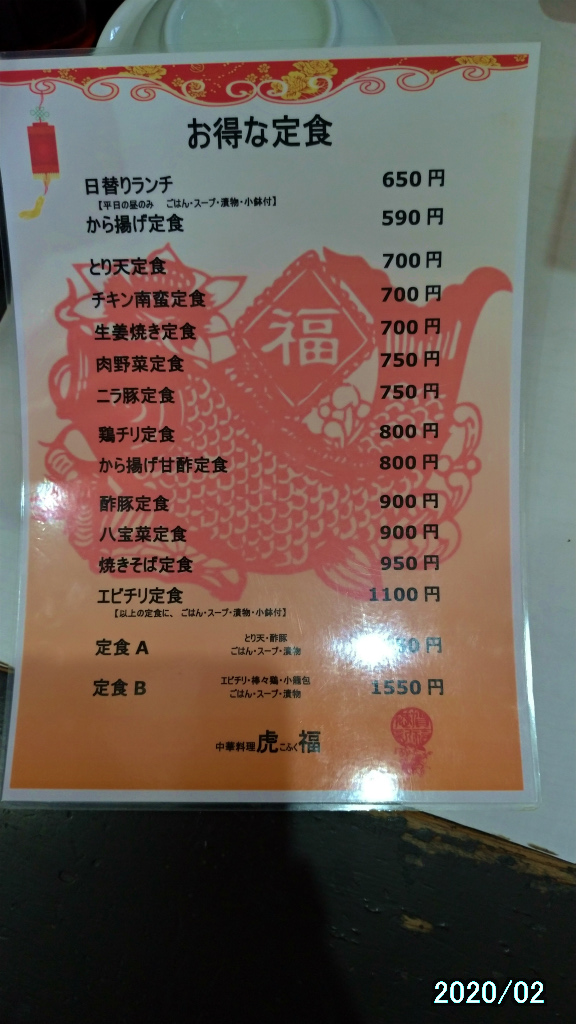 お得な定食
日替りランチ 650円
【平日の昼のみ ごはん・スープ・漬物・小鉢付】
から揚げ定食 590円
とり天定食 700円
チキン南蛮定食 700円
生姜焼き定食 700円
肉野菜定食 750円
ニラ豚定食 750円
福
鶏チリ定食 800円
から揚げ甘酢定食 800円
酢豚定食 900円
八宝菜定食 900円
焼きそば定食 950円
エビチリ定食 1100円
【以上の定食に、ごはん・スープ・漬物・小鉢付】
定食A とり天・酢豚 円
ごはん・スープ・漬物
定食B エビチリ・棒々鶏・小籠包 1550円
ごはん・スープ・漬物
中華料理 虎こふく福
2020/02